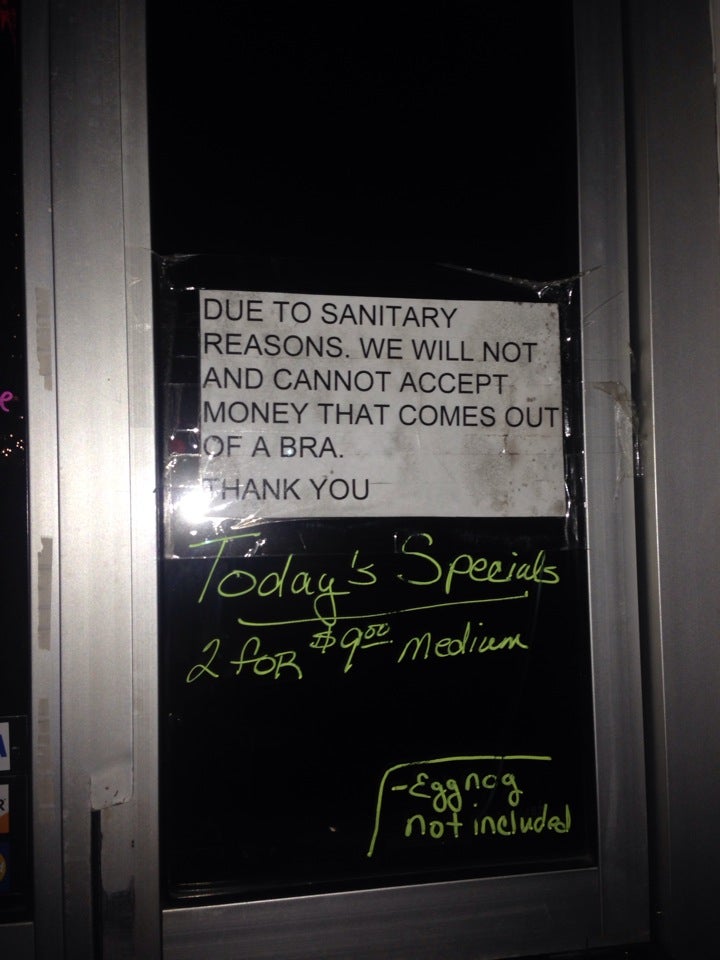 DUE TO SANITARY
REASONS. WE WILL NOT
AND CANNOT ACCEPT
MONEY THAT COMES OUT
OF A BRA.
THANK YOU
Today's Specials
2 FOR $9.00 Medium
-Eggnog
not included